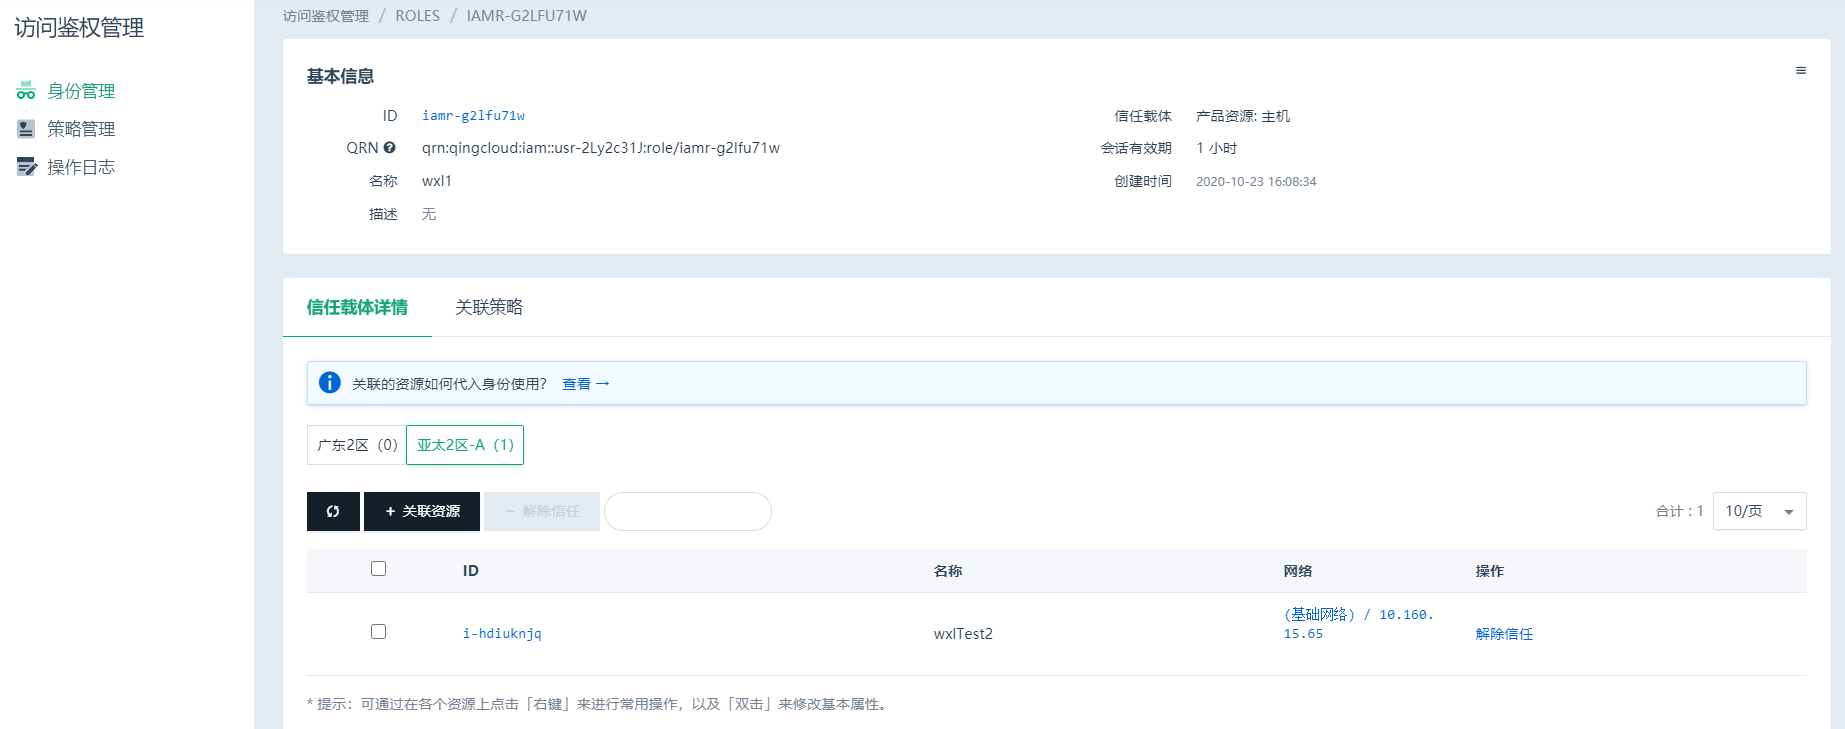 访问鉴权管理
身份管理
策略管理
操作日志
访问鉴权管理 / ROLES / IAMR-G2LFU71W
基本信息
ID iamr-g2lfu71w
QRN qrn:qingcloud:iam::usr-2Ly2c31J:role/iamr-g2lfu71w
名称 wxl1
描述 无
信任载体 产品资源: 主机
会话有效期 1 小时
创建时间 2020-10-23 16:08:34
信任载体详情 关联策略
关联的资源如何代入身份使用? 查看 →
广东2区 (0) 亚太2区-A (1)
+ 关联资源 − 解除信任 合计 : 1 10/页
ID 名称 网络 操作
i-hdiuknjq wxlTest2 (基础网络) / 10.160.
15.65 解除信任
* 提示：可通过在各个资源上点击「右键」来进行常用操作，以及「双击」来修改基本属性。